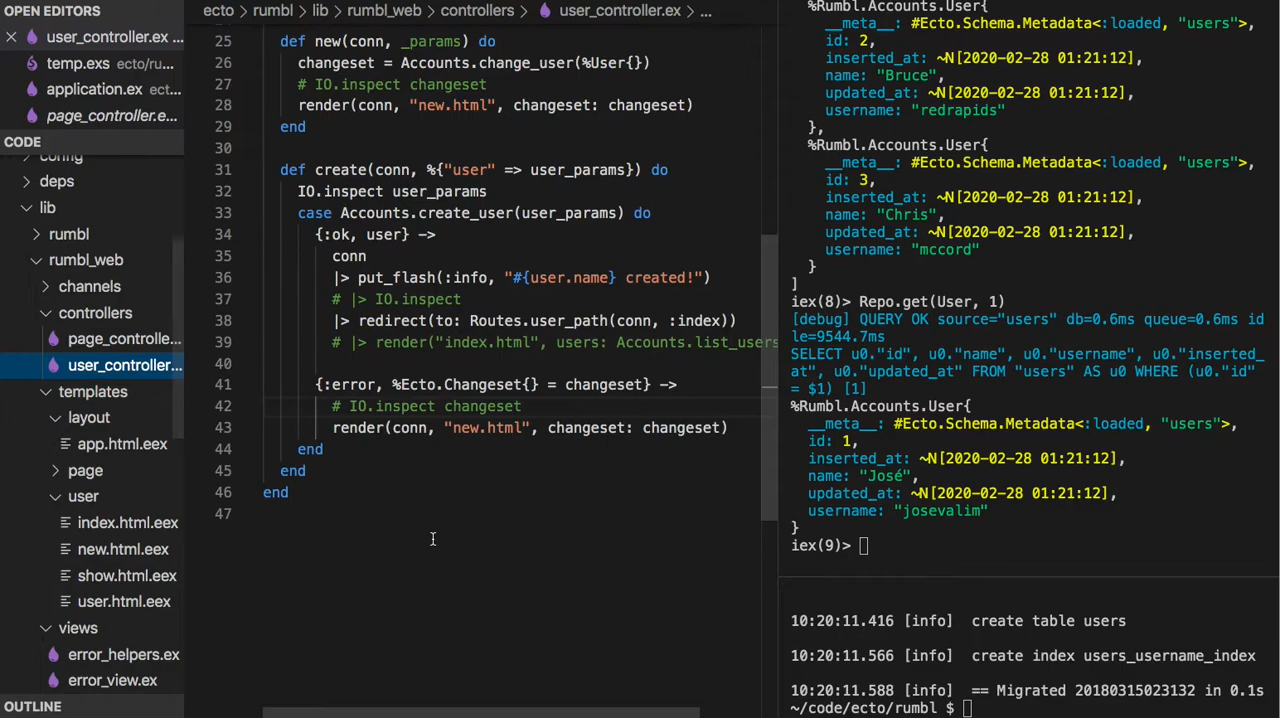 OPEN EDITORS
user_controller.ex ...
temp.exs ecto/ru...
application.ex ect...
page_controller.e...
CODE
config
deps
lib
rumbl
rumbl_web
channels
controllers
page_controlle...
user_controller...
templates
layout
app.html.eex
page
user
index.html.eex
new.html.eex
show.html.eex
user.html.eex
views
error_helpers.ex
error_view.ex
OUTLINE
ecto > rumbl > lib > rumbl_web > controllers > user_controller.ex > ...
25 def new(conn, _params) do
26 changeset = Accounts.change_user(%User{})
27 # IO.inspect changeset
28 render(conn, "new.html", changeset: changeset)
29 end
30
31 def create(conn, %{"user" => user_params}) do
32 IO.inspect user_params
33 case Accounts.create_user(user_params) do
34 {:ok, user} ->
35 conn
36 |> put_flash(:info, "#{user.name} created!")
37 # |> IO.inspect
38 |> redirect(to: Routes.user_path(conn, :index))
39 # |> render("index.html", users: Accounts.list_users
40
41 {:error, %Ecto.Changeset{} = changeset} ->
42 # IO.inspect changeset
43 render(conn, "new.html", changeset: changeset)
44 end
45 end
46 end
47
%Rumbl.Accounts.User{
__meta__: #Ecto.Schema.Metadata<:loaded, "users">,
id: 2,
inserted_at: ~N[2020-02-28 01:21:12],
name: "Bruce",
updated_at: ~N[2020-02-28 01:21:12],
username: "redrapids"
},
%Rumbl.Accounts.User{
__meta__: #Ecto.Schema.Metadata<:loaded, "users">,
id: 3,
inserted_at: ~N[2020-02-28 01:21:12],
name: "Chris",
updated_at: ~N[2020-02-28 01:21:12],
username: "mccord"
}
]
iex(8)> Repo.get(User, 1)
[debug] QUERY OK source="users" db=0.6ms queue=0.6ms id
le=9544.7ms
SELECT u0."id", u0."name", u0."username", u0."inserted_
at", u0."updated_at" FROM "users" AS u0 WHERE (u0."id"
= $1) [1]
%Rumbl.Accounts.User{
__meta__: #Ecto.Schema.Metadata<:loaded, "users">,
id: 1,
inserted_at: ~N[2020-02-28 01:21:12],
name: "José",
updated_at: ~N[2020-02-28 01:21:12],
username: "josevalim"
}
iex(9)>
10:20:11.416 [info] create table users
10:20:11.566 [info] create index users_username_index
10:20:11.588 [info] == Migrated 20180315023132 in 0.1s
~/code/ecto/rumbl $